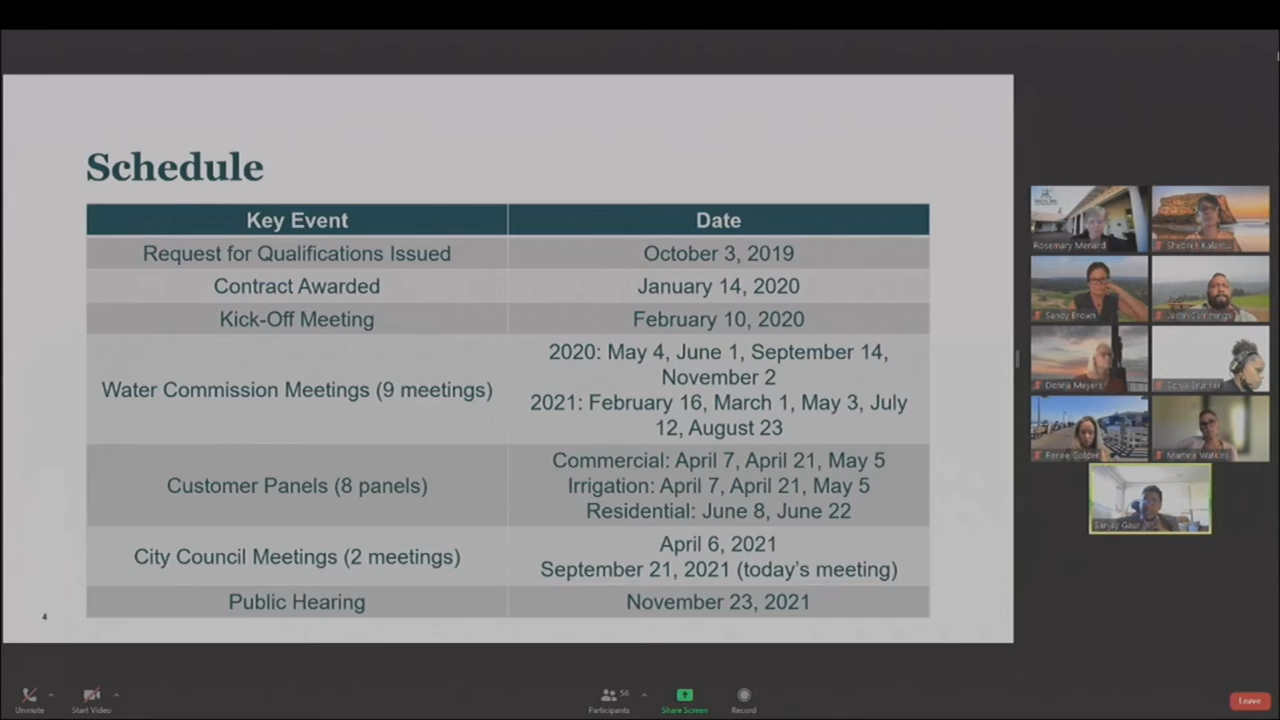 Schedule
Key Event
Date
Request for Qualifications Issued
October 3, 2019
Contract Awarded
January 14, 2020
Kick-Off Meeting
February 10, 2020
Water Commission Meetings (9 meetings)
2020: May 4, June 1, September 14,
November 2
2021: February 16, March 1, May 3, July
12, August 23
Customer Panels (8 panels)
Commercial: April 7, April 21, May 5
Irrigation: April 7, April 21, May 5
Residential: June 8, June 22
City Council Meetings (2 meetings)
April 6, 2021
September 21, 2021 (today's meeting)
Public Hearing
November 23, 2021
4
Rosemary Menard
Sandy Brown
Justin Cummings
Donna Meyers
Renee Golder
Martine Watkins
Sanjay Gaur
Unmute
Start Video
56
Participants
Share Screen
Record
Leave